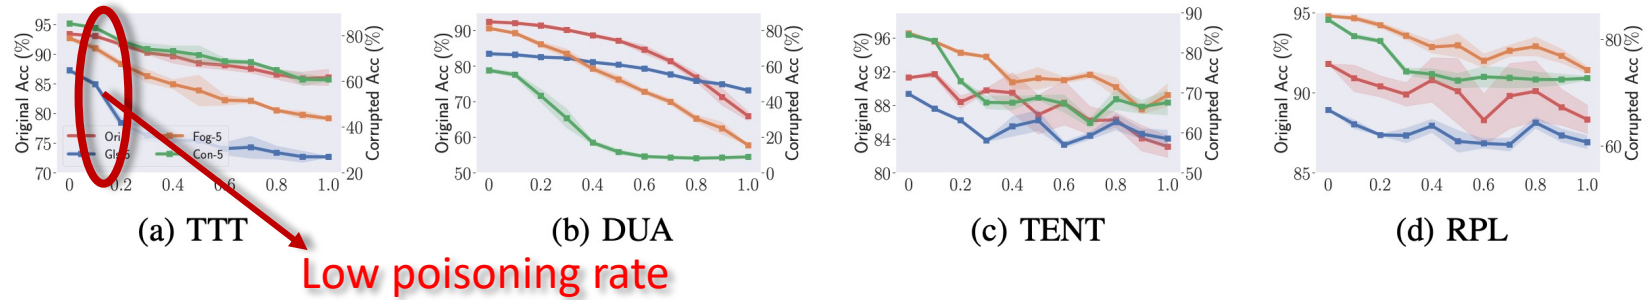 95
90
85
80
75
70
Original Acc (%)
80
60
40
20
Corrupted Acc (%)
Fog-5
Con-5
0 0.2 0.4 0.6 0.8 1.0
(a) TTT
90
80
70
60
50
Original Acc (%)
80
60
40
20
0
Corrupted Acc (%)
0 0.2 0.4 0.6 0.8 1.0
(b) DUA
96
92
88
84
80
Original Acc (%)
90
80
70
60
50
Corrupted Acc (%)
0 0.2 0.4 0.6 0.8 1.0
(c) TENT
95
90
85
Original Acc (%)
80
60
Corrupted Acc (%)
0 0.2 0.4 0.6 0.8 1.0
(d) RPL
Low poisoning rate